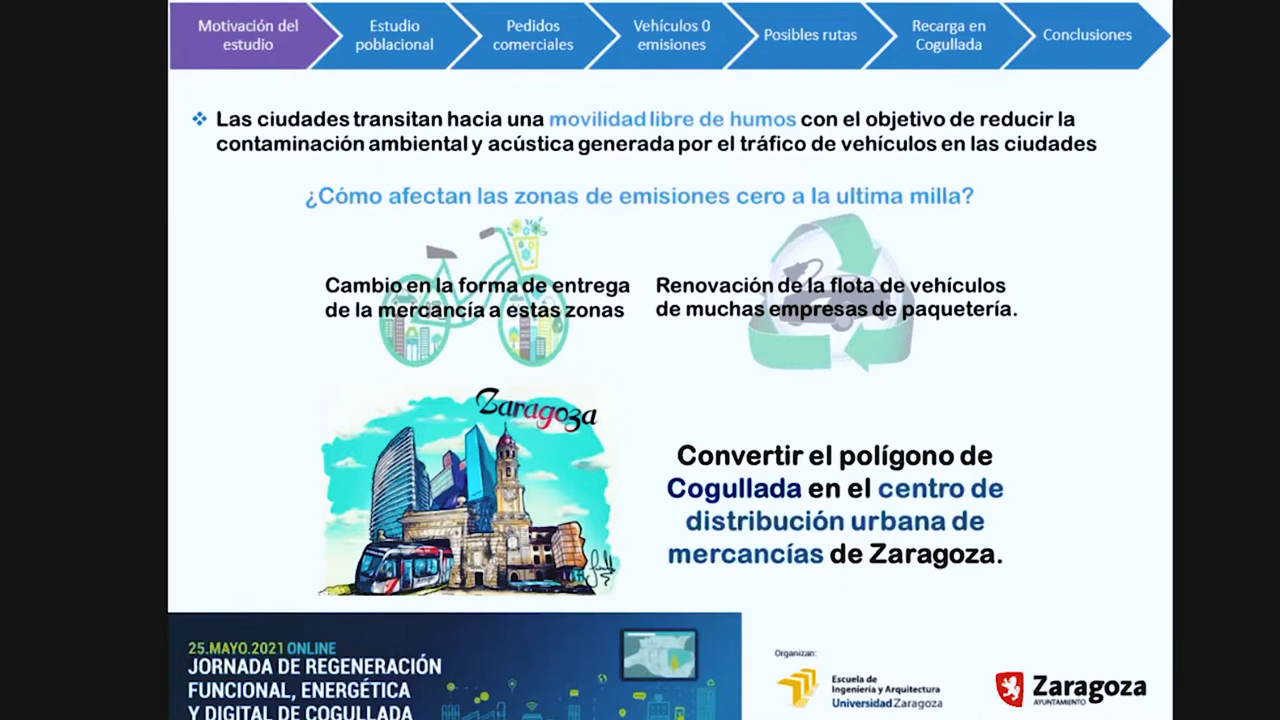 Motivación del
estudio
Estudio
poblacional
Pedidos
comerciales
Vehículos 0
emisiones
Posibles rutas
Recarga en
Cogullada
Conclusiones
Las ciudades transitan hacia una movilidad libre de humos con el objetivo de reducir la
contaminación ambiental y acústica generada por el tráfico de vehículos en las ciudades
¿Cómo afectan las zonas de emisiones cero a la ultima milla?
Cambio en la forma de entrega
de la mercancía a estas zonas
Renovación de la flota de vehículos
de muchas empresas de paquetería.
Zaragoza
Convertir el polígono de
Cogullada en el centro de
distribución urbana de
mercancías de Zaragoza.
25.MAYO.2021 ONLINE
JORNADA DE REGENERACIÓN
FUNCIONAL, ENERGÉTICA
Y DIGITAL DE COGULLADA
Organizan:
Escuela de
Ingeniería y Arquitectura
Universidad Zaragoza
Zaragoza
AYUNTAMIENTO